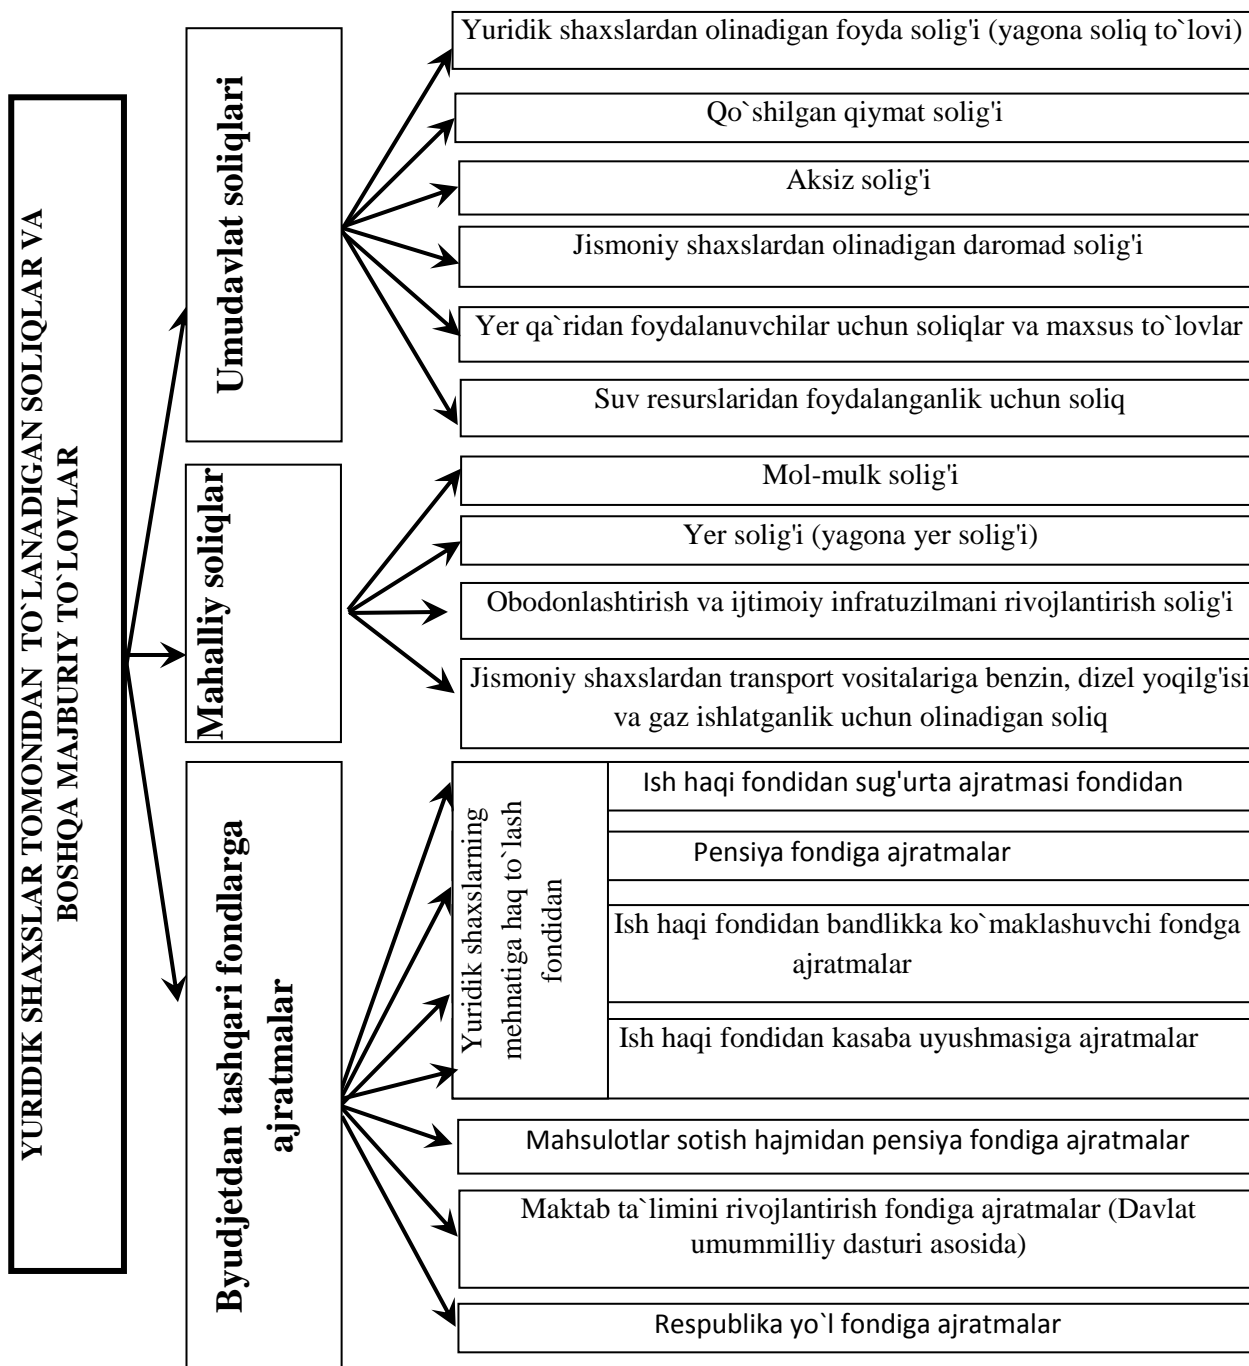 YURIDIK SHAXSLAR TOMONIDAN TO`LANADIGAN SOLIQLAR VA
BOSHQA MAJBURIY TO`LOVLAR
Umudavlat soliqlari
Yuridik shaxslardan olinadigan foyda solig'i (yagona soliq to`lovi)
Qo`shilgan qiymat solig'i
Aksiz solig'i
Jismoniy shaxslardan olinadigan daromad solig'i
Yer qa`ridan foydalanuvchilar uchun soliqlar va maxsus to`lovlar
Suv resurslaridan foydalanganlik uchun soliq
Mahalliy soliqlar
Mol-mulk solig'i
Yer solig'i (yagona yer solig'i)
Obodonlashtirish va ijtimoiy infratuzilmani rivojlantirish solig'i
Jismoniy shaxslardan transport vositalariga benzin, dizel yoqilg'isi
va gaz ishlatganlik uchun olinadigan soliq
Byudjetdan tashqari fondlarga
ajratmalar
Yuridik shaxslarning
mehnatiga haq to`lash
fondidan
Ish haqi fondidan sug'urta ajratmasi fondidan
Pensiya fondiga ajratmalar
Ish haqi fondidan bandlikka ko`maklashuvchi fondga
ajratmalar
Ish haqi fondidan kasaba uyushmasiga ajratmalar
Mahsulotlar sotish hajmidan pensiya fondiga ajratmalar
Maktab ta`limini rivojlantirish fondiga ajratmalar (Davlat
umummilliy dasturi asosida)
Respublika yo`l fondiga ajratmalar